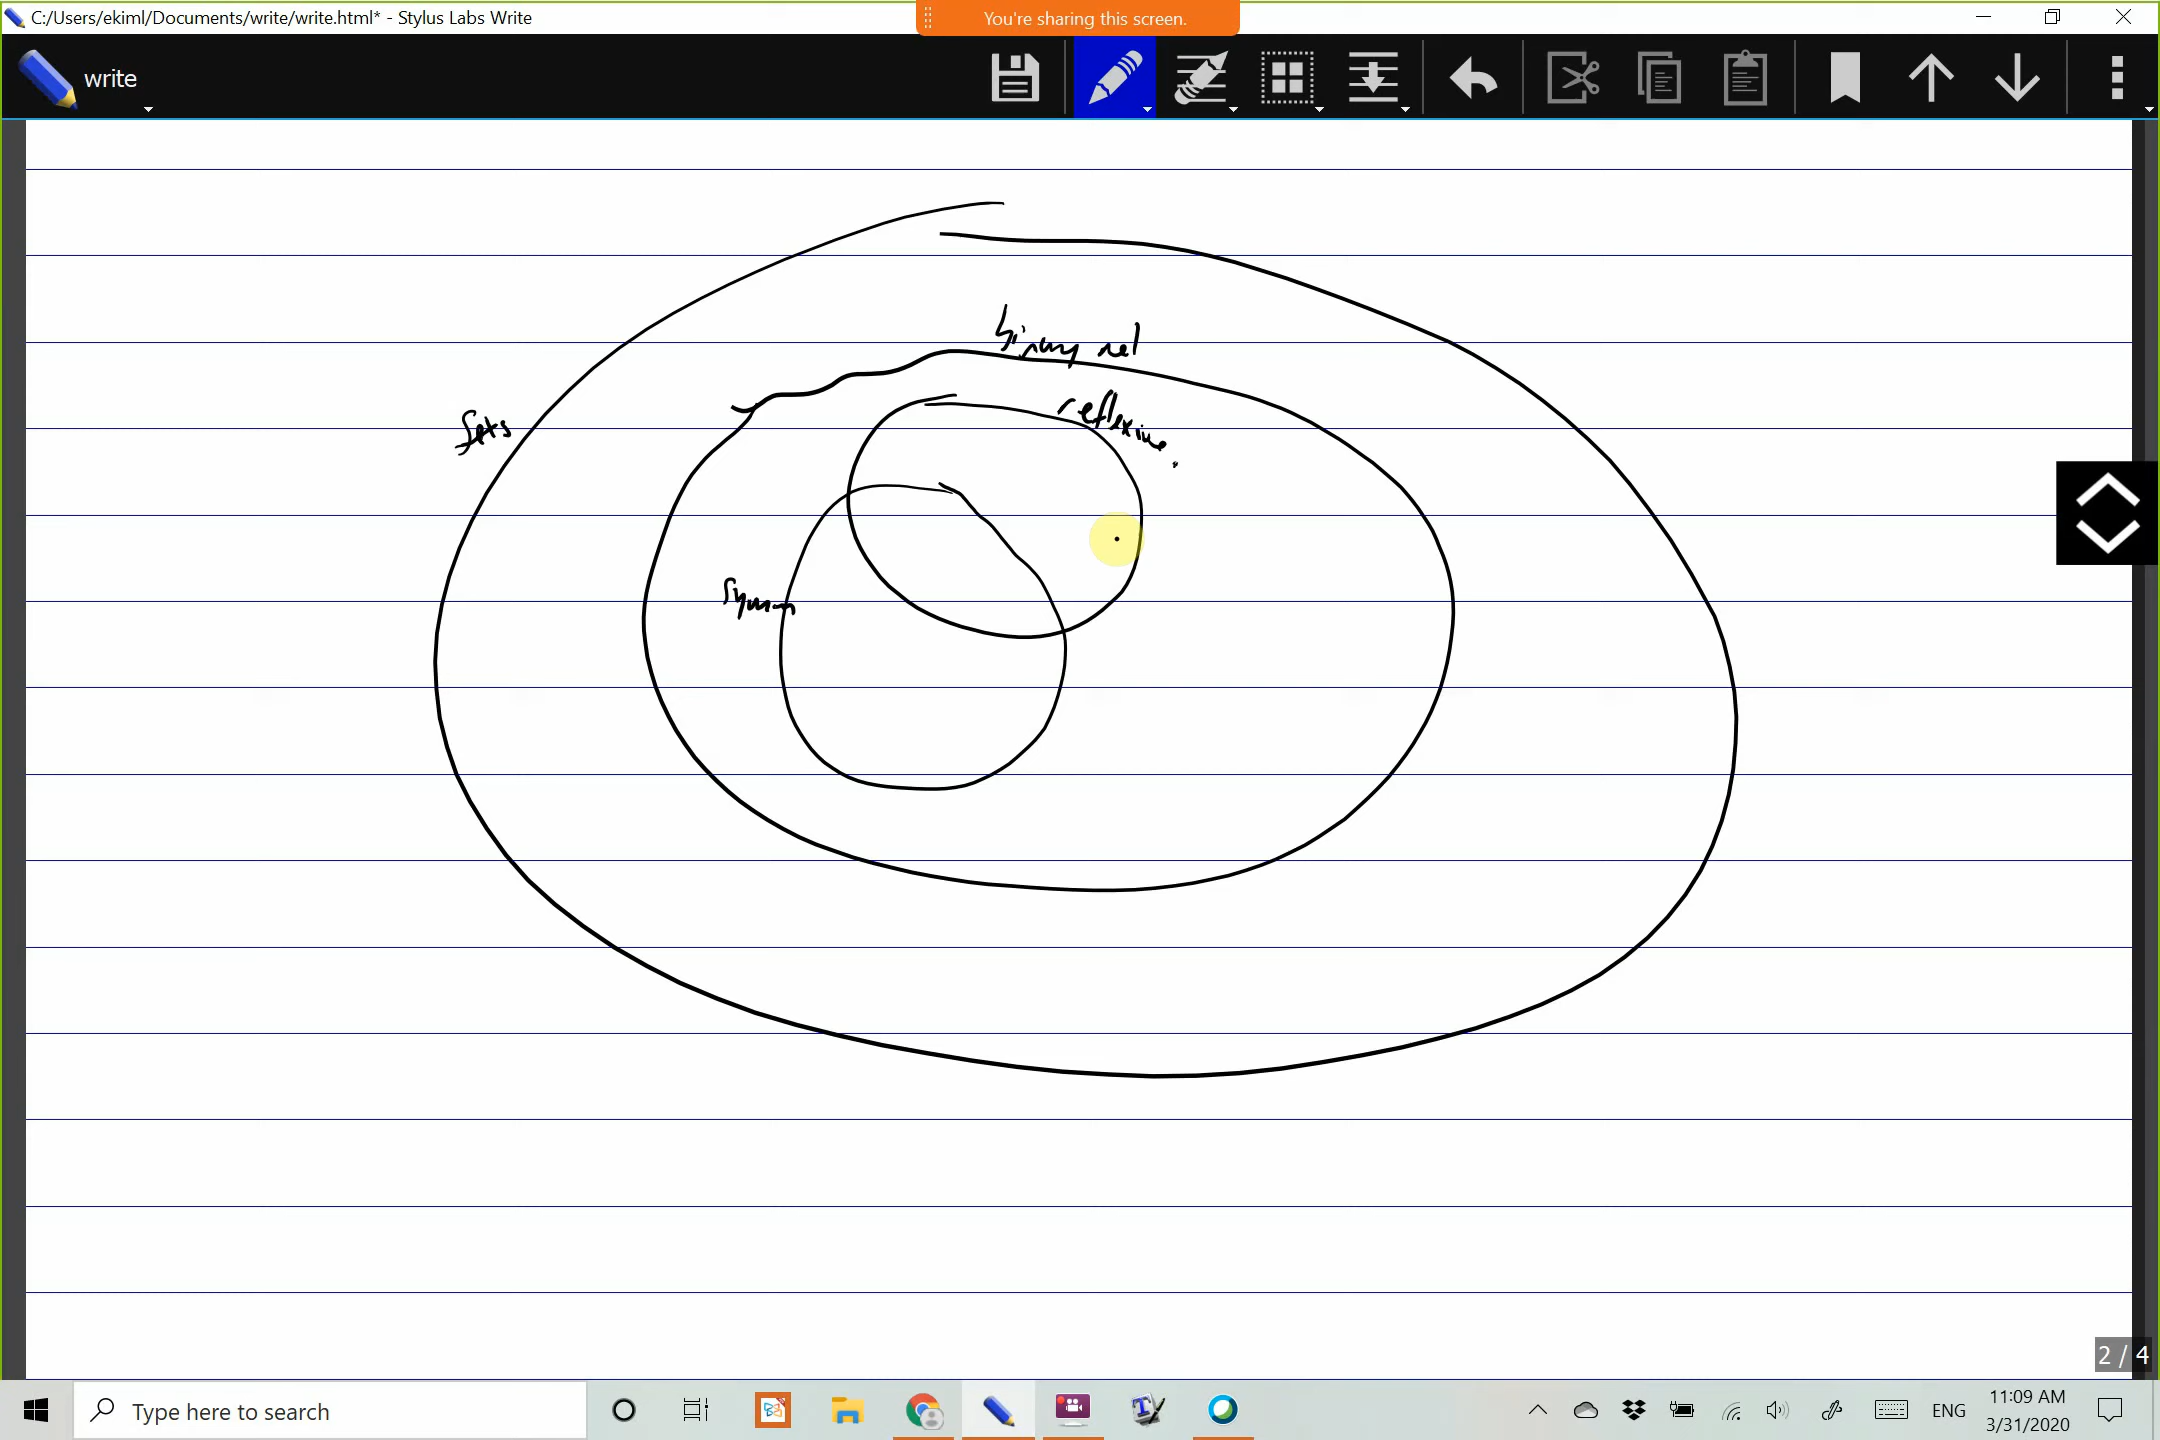 C:/Users/ekiml/Documents/write/write.html* - Stylus Labs Write
You're sharing this screen.
write
binary rel
reflexive.
sets
symm
2 / 4
Type here to search
ENG
11:09 AM
3/31/2020